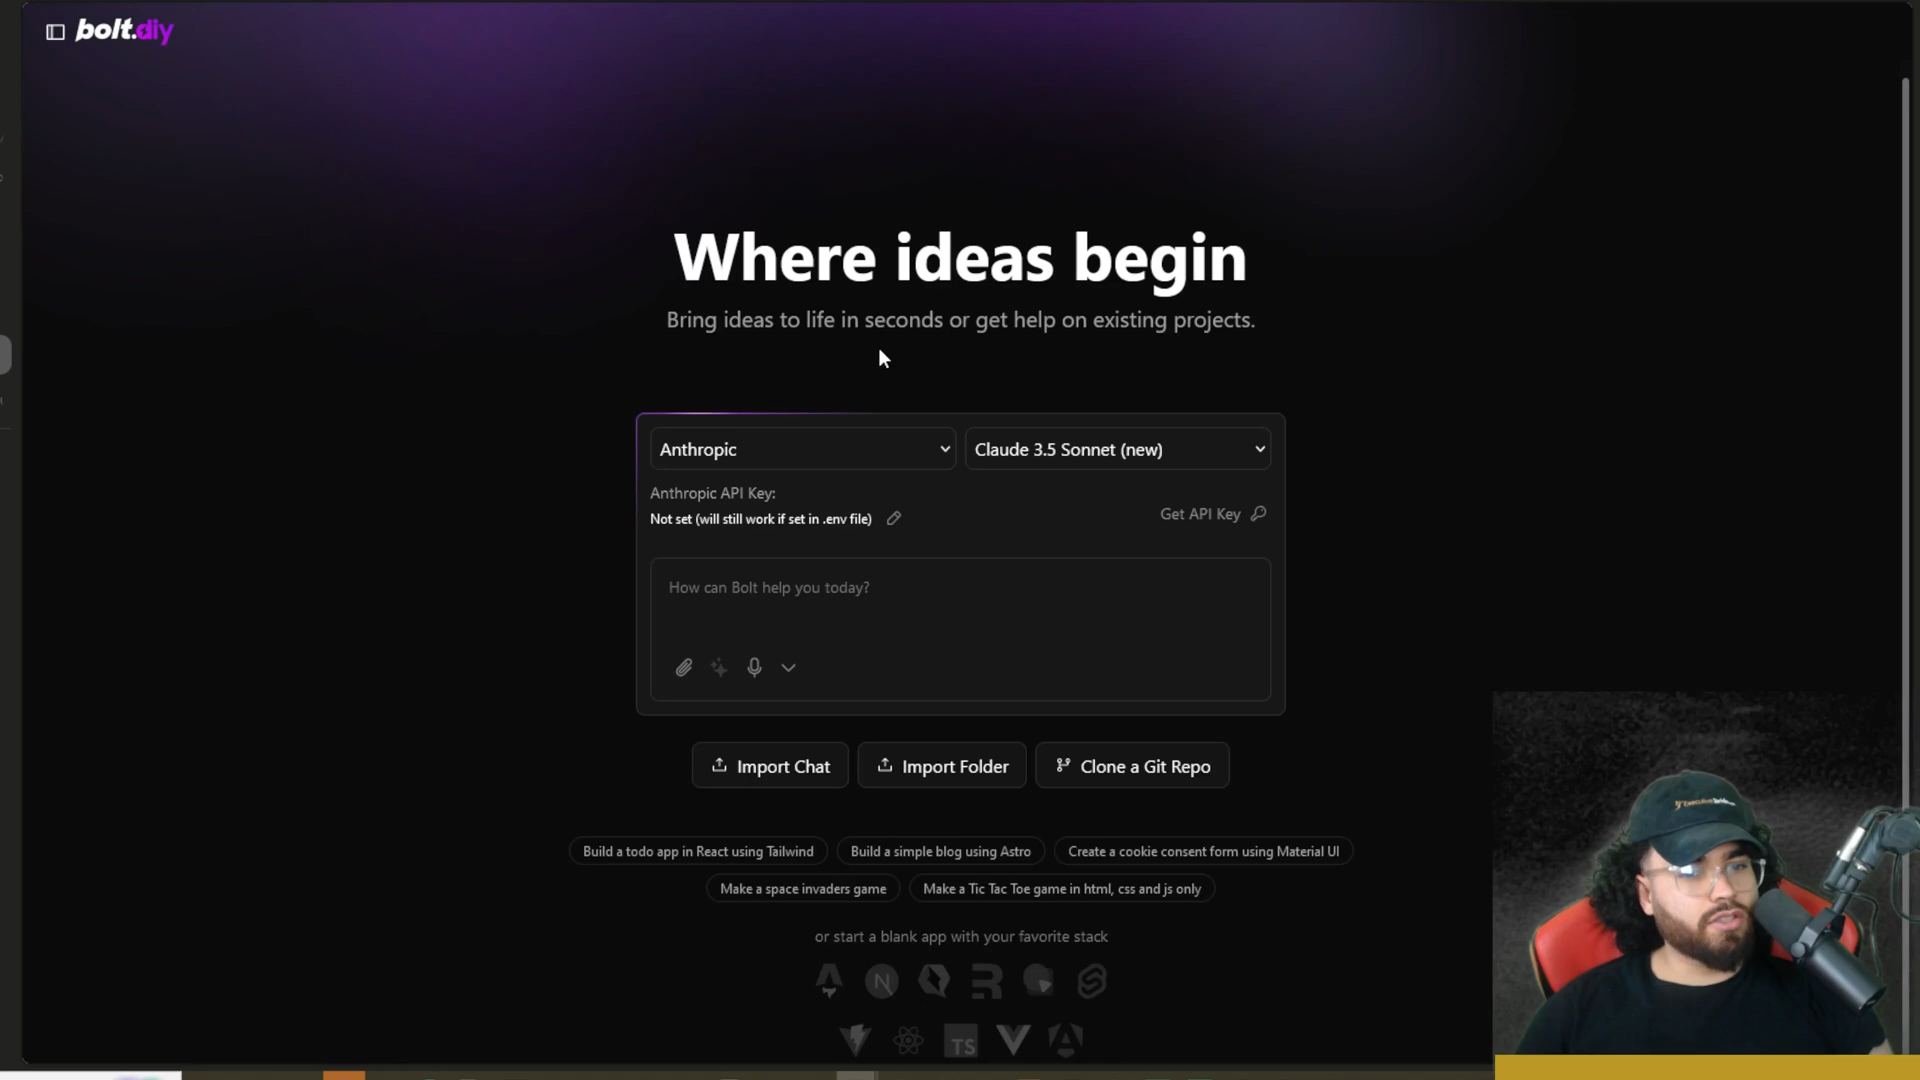 bolt.diy
Where ideas begin
Bring ideas to life in seconds or get help on existing projects.
Anthropic
Claude 3.5 Sonnet (new)
Anthropic API Key:
Not set (will still work if set in .env file)
Get API Key
How can Bolt help you today?
Import Chat
Import Folder
Clone a Git Repo
Build a todo app in React using Tailwind
Build a simple blog using Astro
Create a cookie consent form using Material UI
Make a space invaders game
Make a Tic Tac Toe game in html, css and js only
or start a blank app with your favorite stack
N
TS